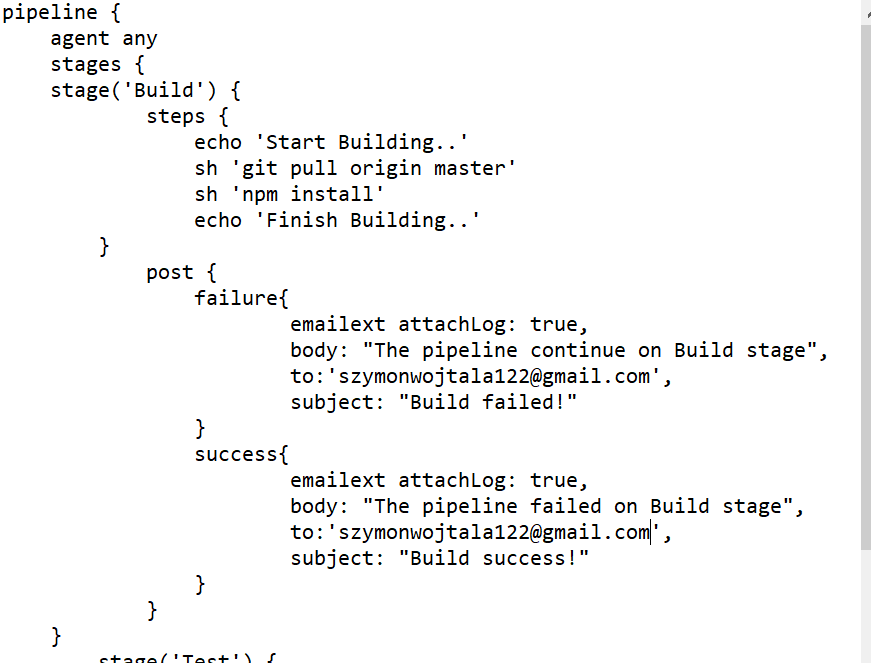 pipeline {
    agent any
    stages {
    stage('Build') {
            steps {
                echo 'Start Building..'
                sh 'git pull origin master'
                sh 'npm install'
                echo 'Finish Building..'
        }
            post {
                failure{
                        emailext attachLog: true,
                        body: "The pipeline continue on Build stage",
                        to:'szymonwojtala122@gmail.com',
                        subject: "Build failed!"
                }
                success{
                        emailext attachLog: true,
                        body: "The pipeline failed on Build stage",
                        to:'szymonwojtala122@gmail.com',
                        subject: "Build success!"
                }
            }
    }
        stage('Test') {